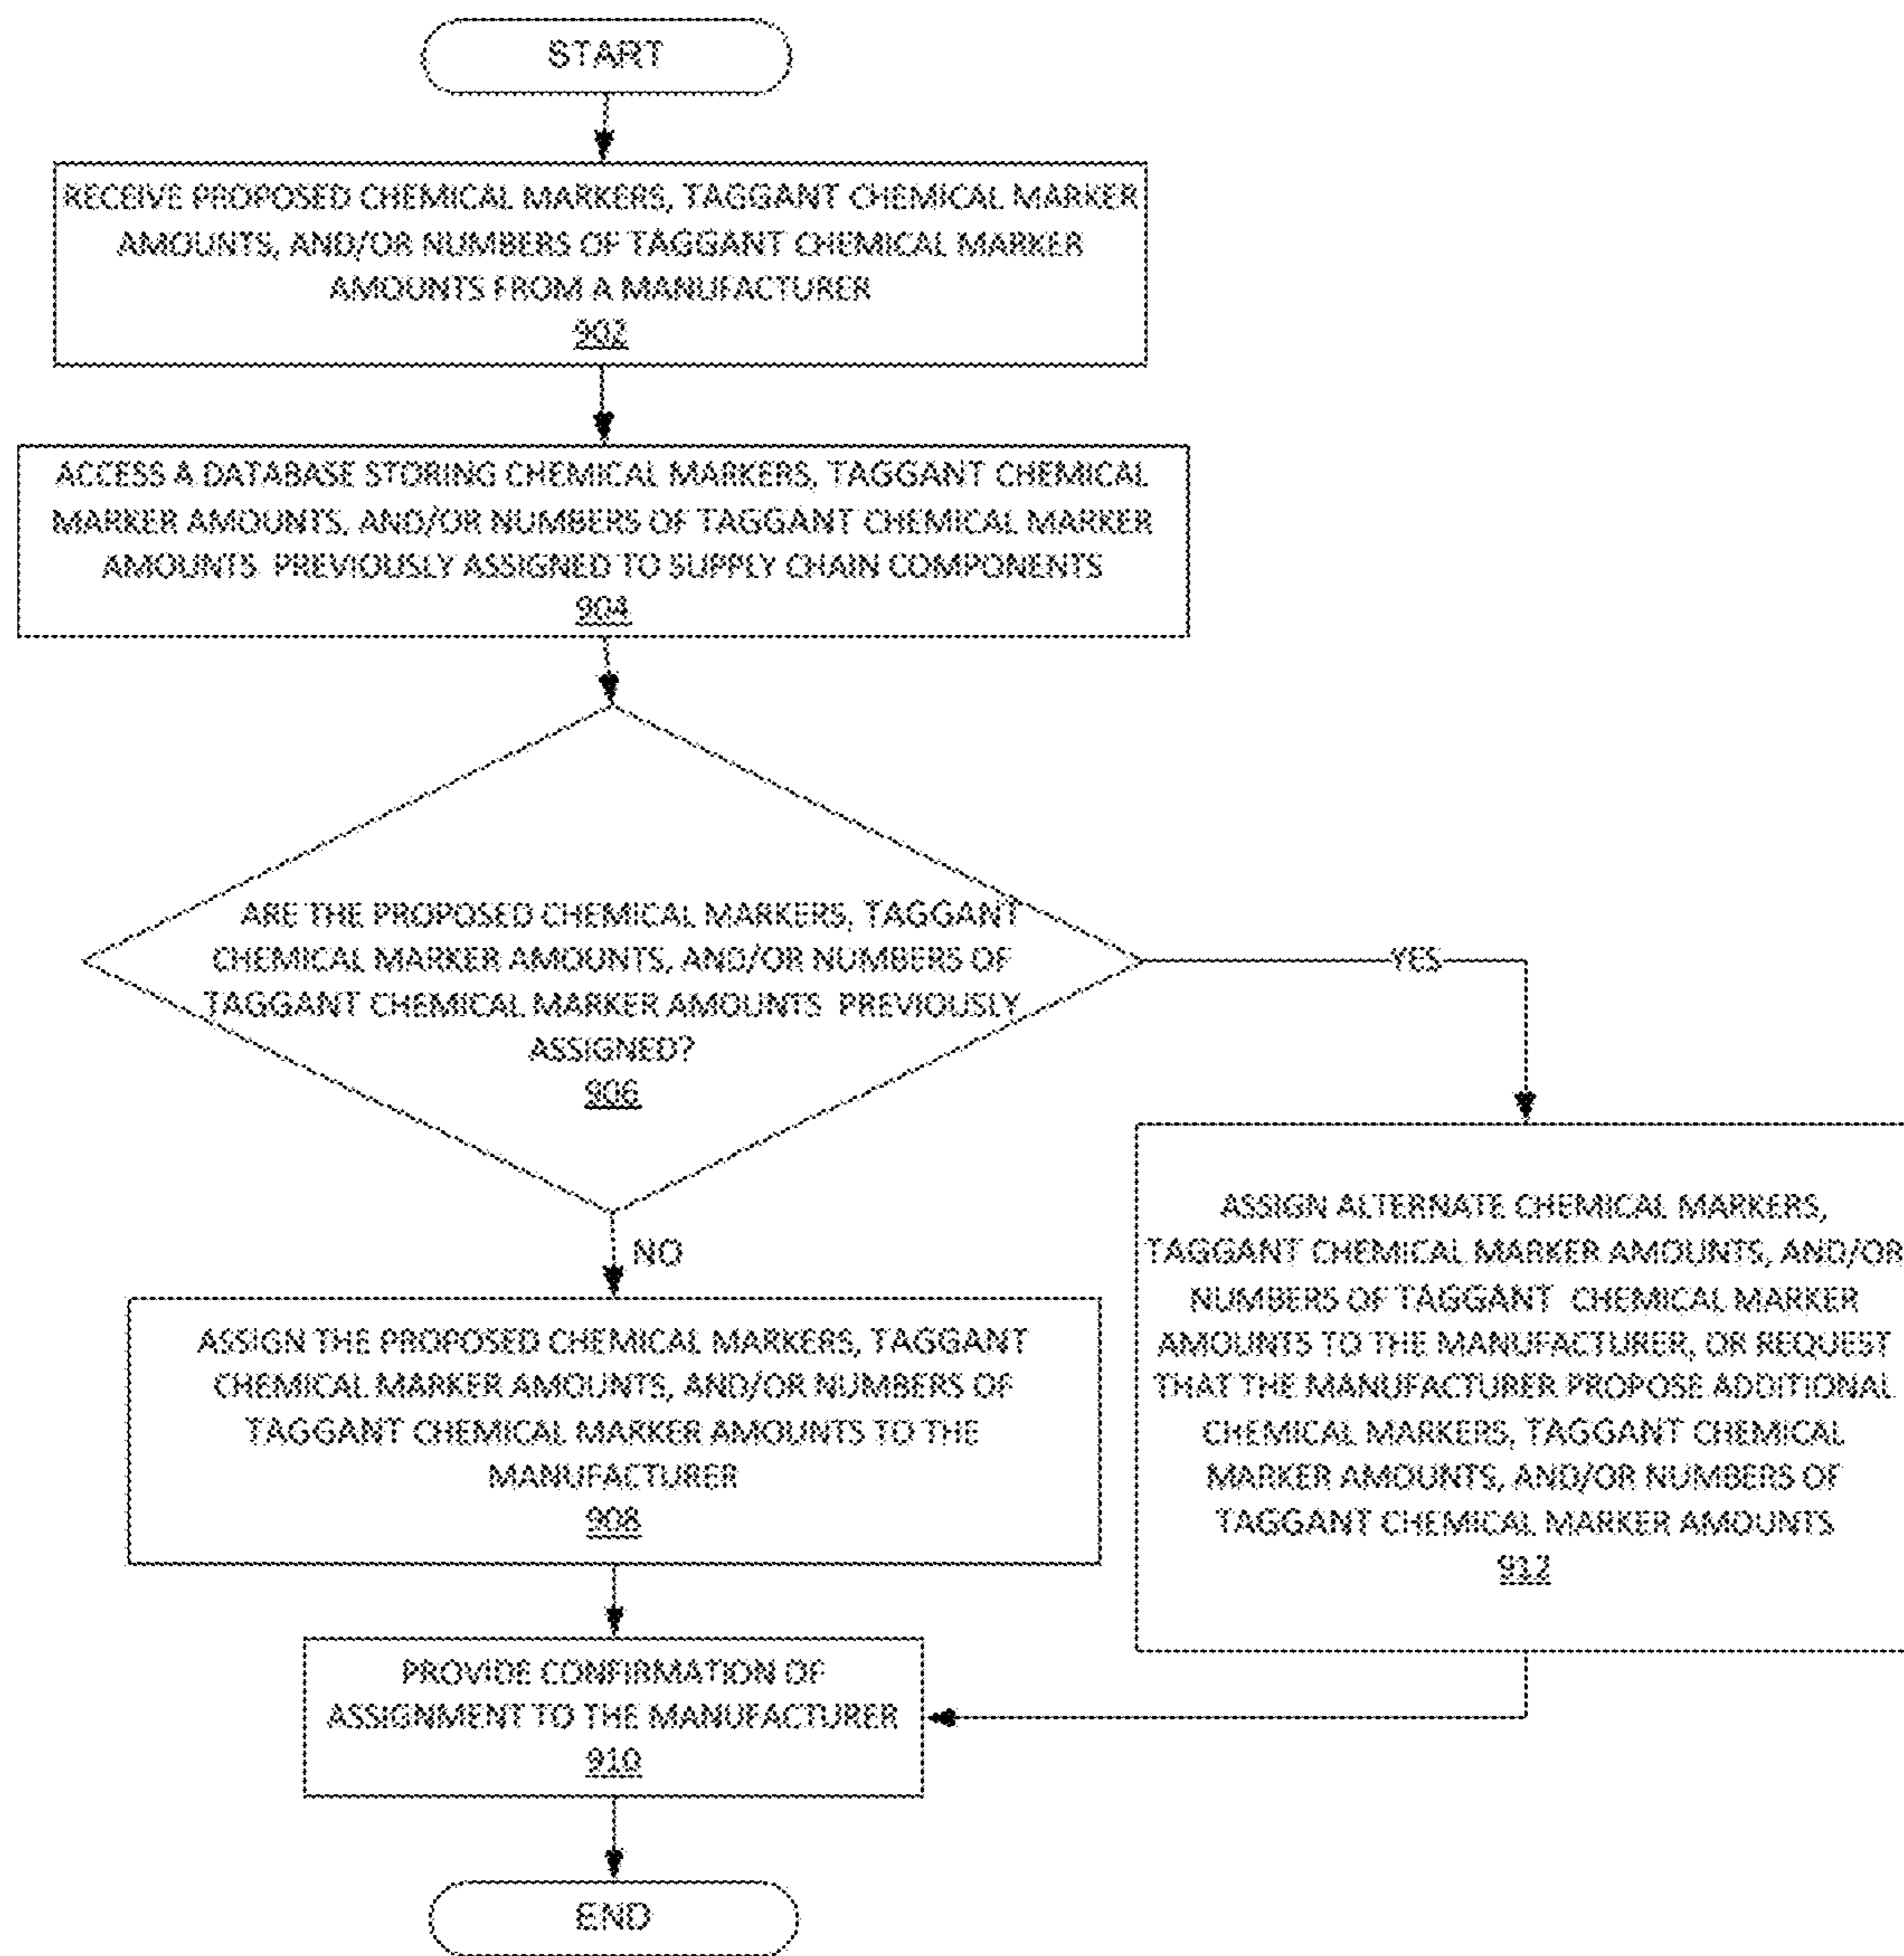 START
RECEIVE PROPOSED CHEMICAL MARKERS, TAGGANT CHEMICAL MARKER
AMOUNTS, AND/OR NUMBERS OF TAGGANT CHEMICAL MARKER
AMOUNTS FROM A MANUFACTURER
902
ACCESS A DATABASE STORING CHEMICAL MARKERS, TAGGANT CHEMICAL
MARKER AMOUNTS, AND/OR NUMBERS OF TAGGANT CHEMICAL MARKER
AMOUNTS PREVIOUSLY ASSIGNED TO SUPPLY CHAIN COMPONENTS
904
ARE THE PROPOSED CHEMICAL MARKERS, TAGGANT
CHEMICAL MARKER AMOUNTS, AND/OR NUMBERS OF
TAGGANT CHEMICAL MARKER AMOUNTS PREVIOUSLY
ASSIGNED?
906
YES
NO
ASSIGN THE PROPOSED CHEMICAL MARKERS, TAGGANT
CHEMICAL MARKER AMOUNTS, AND/OR NUMBERS OF
TAGGANT CHEMICAL MARKER AMOUNTS TO THE
MANUFACTURER
908
ASSIGN ALTERNATE CHEMICAL MARKERS,
TAGGANT CHEMICAL MARKER AMOUNTS, AND/OR
NUMBERS OF TAGGANT CHEMICAL MARKER
AMOUNTS TO THE MANUFACTURER, OR REQUEST
THAT THE MANUFACTURER PROPOSE ADDITIONAL
CHEMICAL MARKERS, TAGGANT CHEMICAL
MARKER AMOUNTS, AND/OR NUMBERS OF
TAGGANT CHEMICAL MARKER AMOUNTS
912
PROVIDE CONFIRMATION OF
ASSIGNMENT TO THE MANUFACTURER
910
END